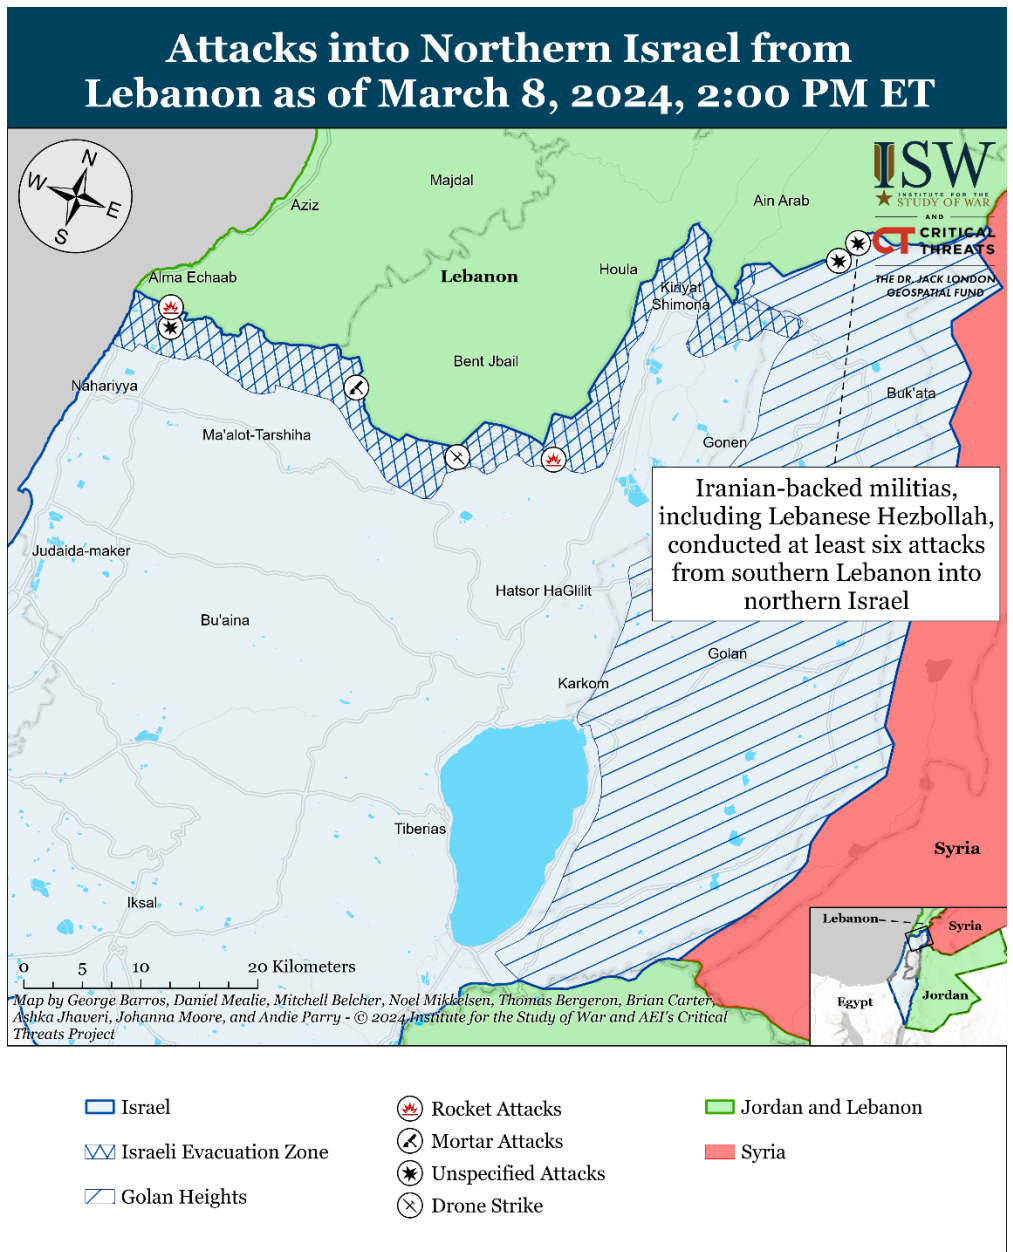 Attacks into Northern Israel from
Lebanon as of March 8, 2024, 2:00 PM ET
N
W
E
S
Majdal
Aziz
Ain Arab
ISW
INSTITUTE FOR THE
STUDY OF WAR
AND
CT CRITICAL
THREATS
THE DR. JACK LONDON
GEOSPATIAL FUND
Alma Echaab
Lebanon
Houla
Kiriyat
Shimona
Bent Jbail
Nahariyya
Buk'ata
Ma'alot-Tarshiha
Gonen
Iranian-backed militias,
including Lebanese Hezbollah,
conducted at least six attacks
from southern Lebanon into
northern Israel
Judaida-maker
Hatsor HaGlilit
Bu'aina
Golan
Karkom
Tiberias
Syria
Iksal
Lebanon
Syria
Egypt
Jordan
0 5 10 20 Kilometers
Map by George Barros, Daniel Mealie, Mitchell Belcher, Noel Mikkelsen, Thomas Bergeron, Brian Carter,
Ashka Jhaveri, Johanna Moore, and Andie Parry - © 2024 Institute for the Study of War and AEI's Critical
Threats Project
Israel
Israeli Evacuation Zone
Golan Heights
Rocket Attacks
Mortar Attacks
Unspecified Attacks
Drone Strike
Jordan and Lebanon
Syria